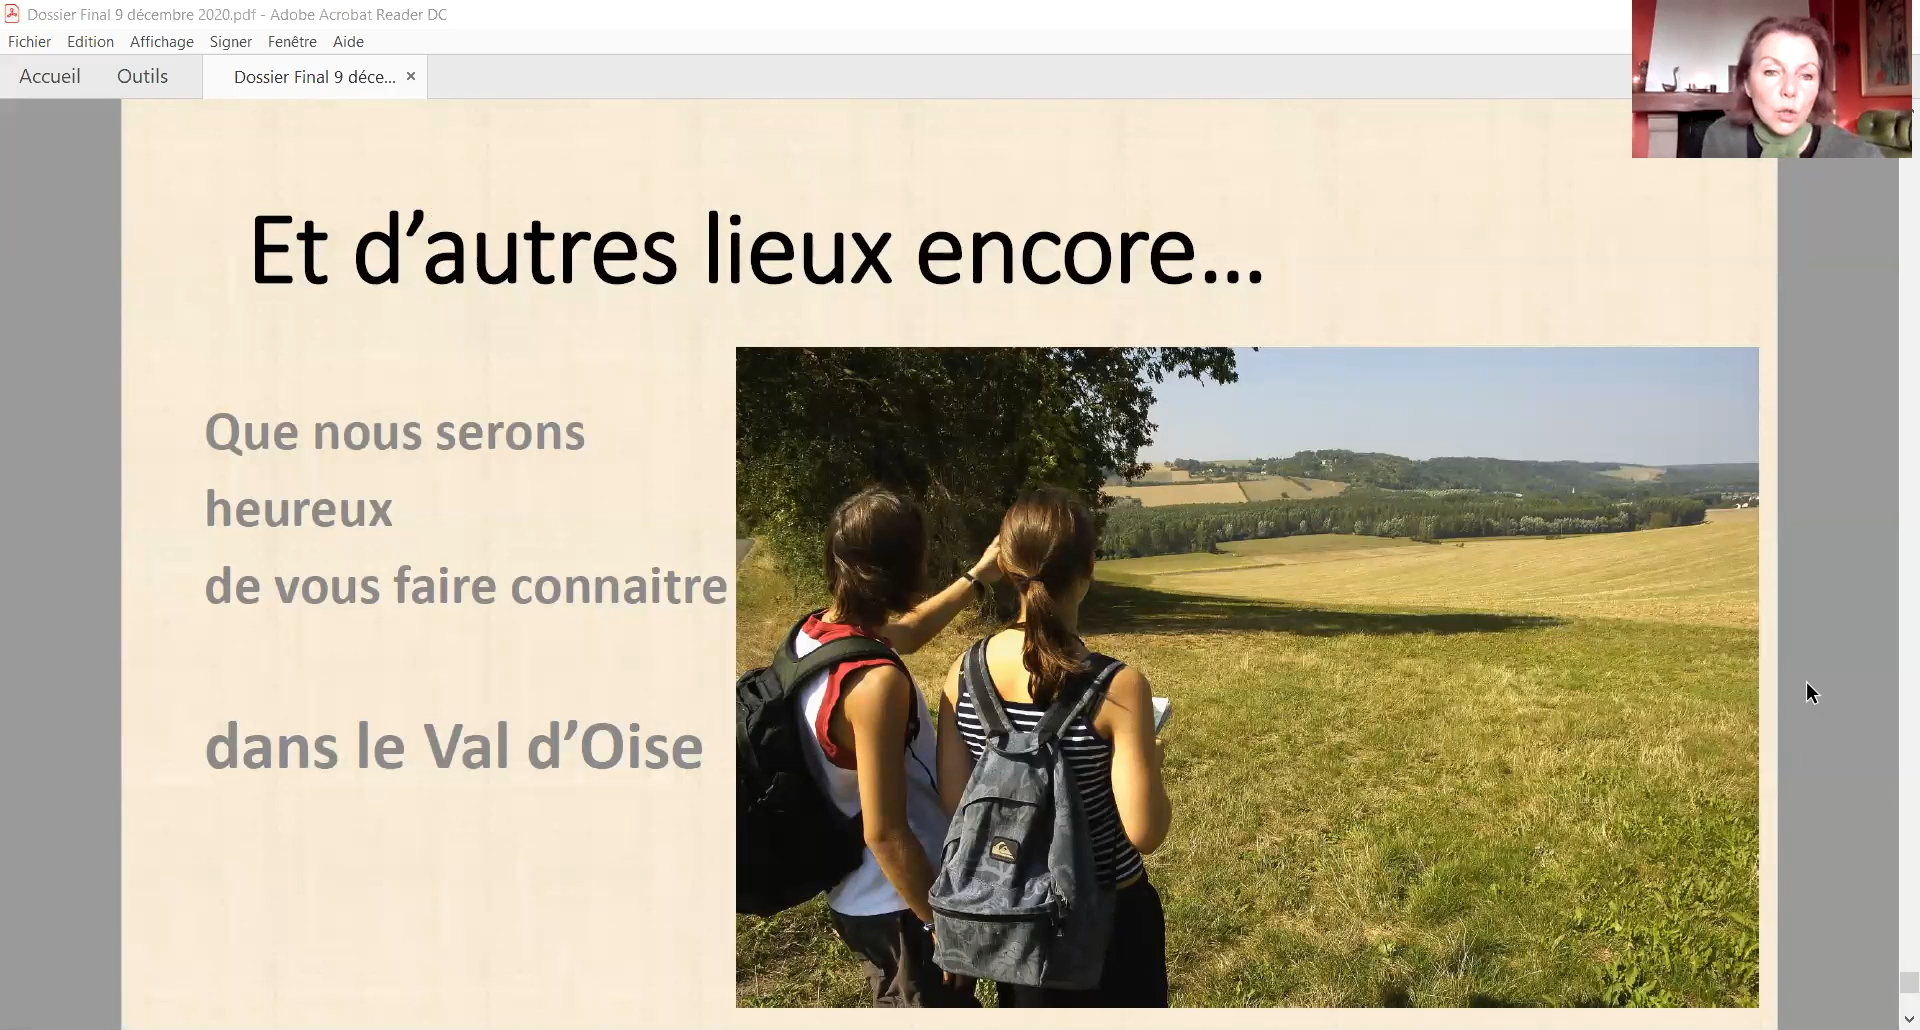 Dossier Final 9 décembre 2020.pdf - Adobe Acrobat Reader DC
Fichier Edition Affichage Signer Fenêtre Aide
Accueil Outils Dossier Final 9 déce... ×
Et d’autres lieux encore…
Que nous serons
heureux
de vous faire connaitre
dans le Val d’Oise